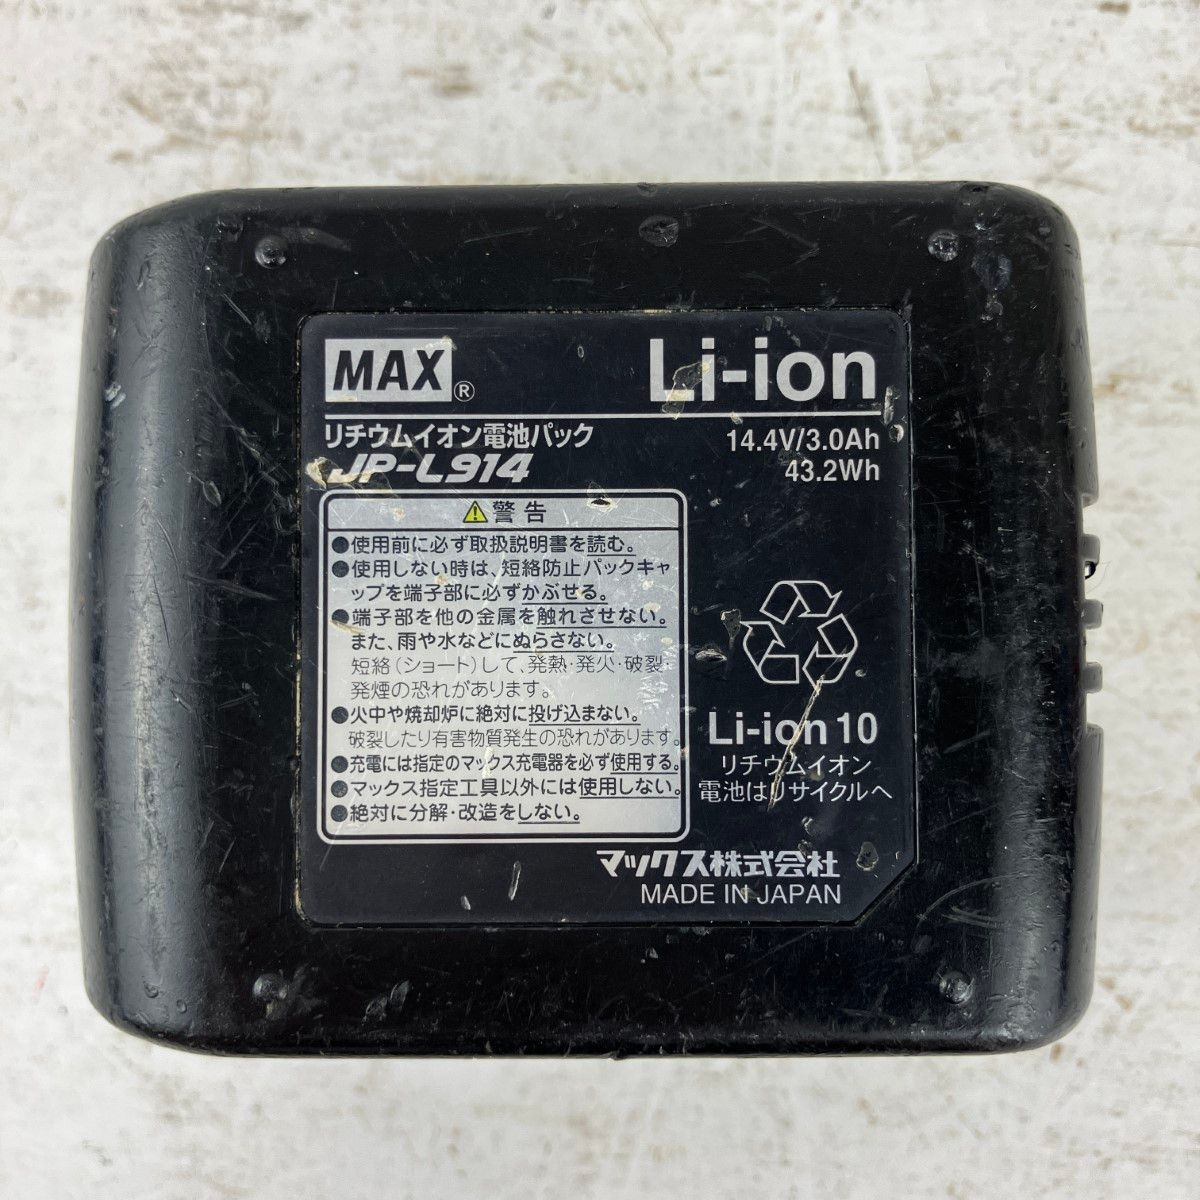 MAX®
Li-ion
リチウムイオン電池パック
14.4V/3.0Ah
JP-L914
43.2Wh
⚠警告
●使用前に必ず取扱説明書を読む。
●使用しない時は、短絡防止パックキャ
ップを端子部に必ずかぶせる。
●端子部を他の金属を触れさせない。
また、雨や水などにぬらさない。
短絡(ショート)して、発熱・発火・破裂・
発煙の恐れがあります。
●火中や焼却炉に絶対に投げ込まない。
破裂したり有害物質発生の恐れがあります。
●充電には指定のマックス充電器を必ず使用する。
●マックス指定工具以外には使用しない。
●絶対に分解・改造をしない。
Li-ion 10
リチウムイオン
電池はリサイクルへ
マックス株式会社
MADE IN JAPAN